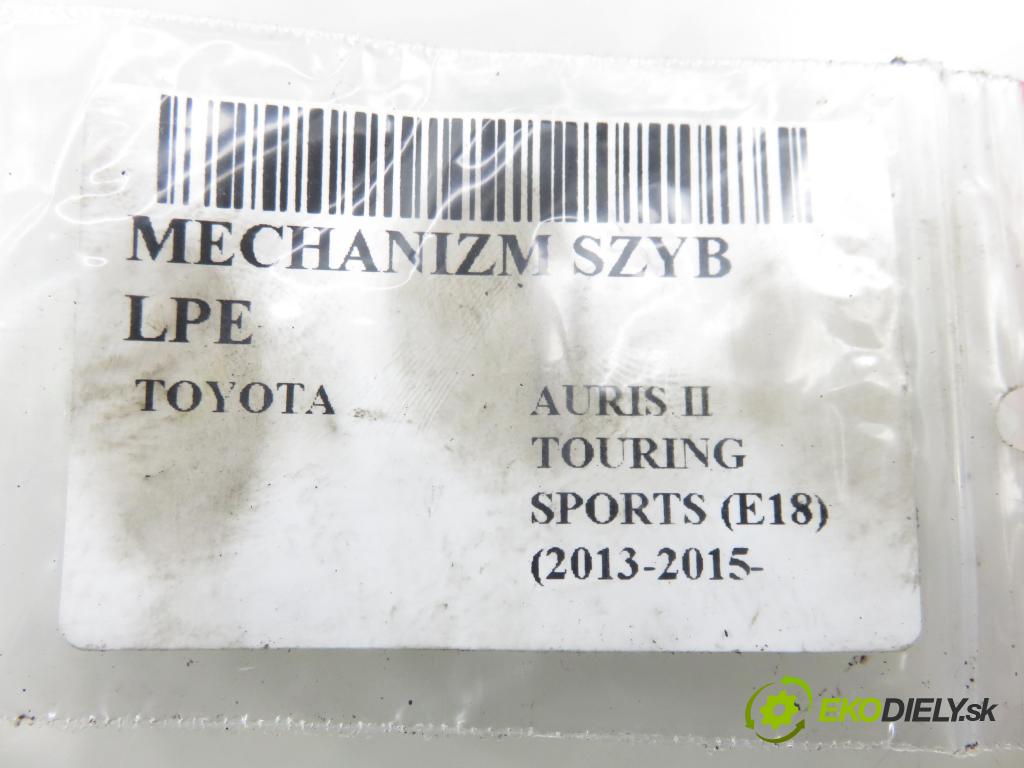 MECHANIZM SZYB
LPE
TOYOTA
AURIS II
TOURING
SPORTS (E18)
(2013-2015-
EKODIELY.sk